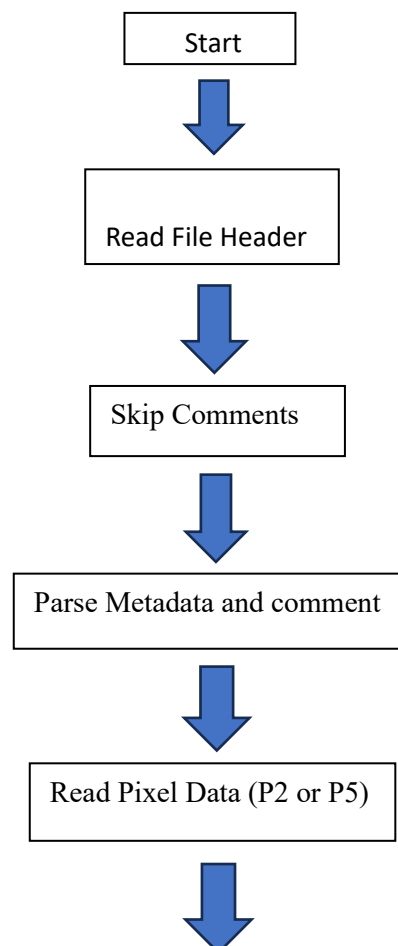 Start
Read File Header
Skip Comments
Parse Metadata and comment
Read Pixel Data (P2 or P5)